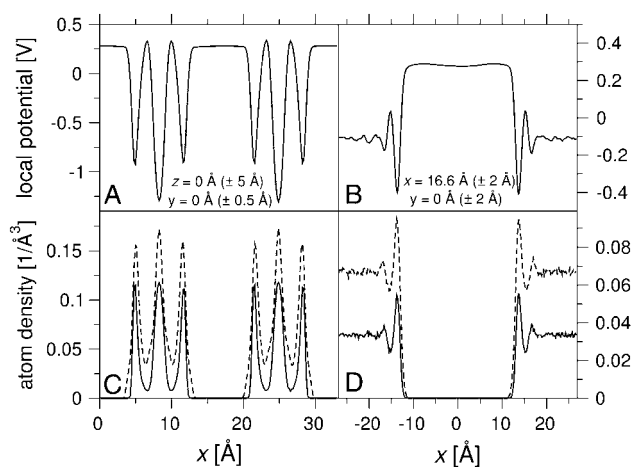 local potential [V]
0.5
0
-0.5
-1
A
z = 0 Å (± 5 Å)
y = 0 Å (± 0.5 Å)
B
x = 16.6 Å (± 2 Å)
y = 0 Å (± 2 Å)
0.4
0.2
0
-0.2
-0.4
atom density [1/Å³]
0.15
0.1
0.05
0
C
D
0.08
0.06
0.04
0.02
0
0 10 20 30
-20 -10 0 10 20
x [Å]
x [Å]